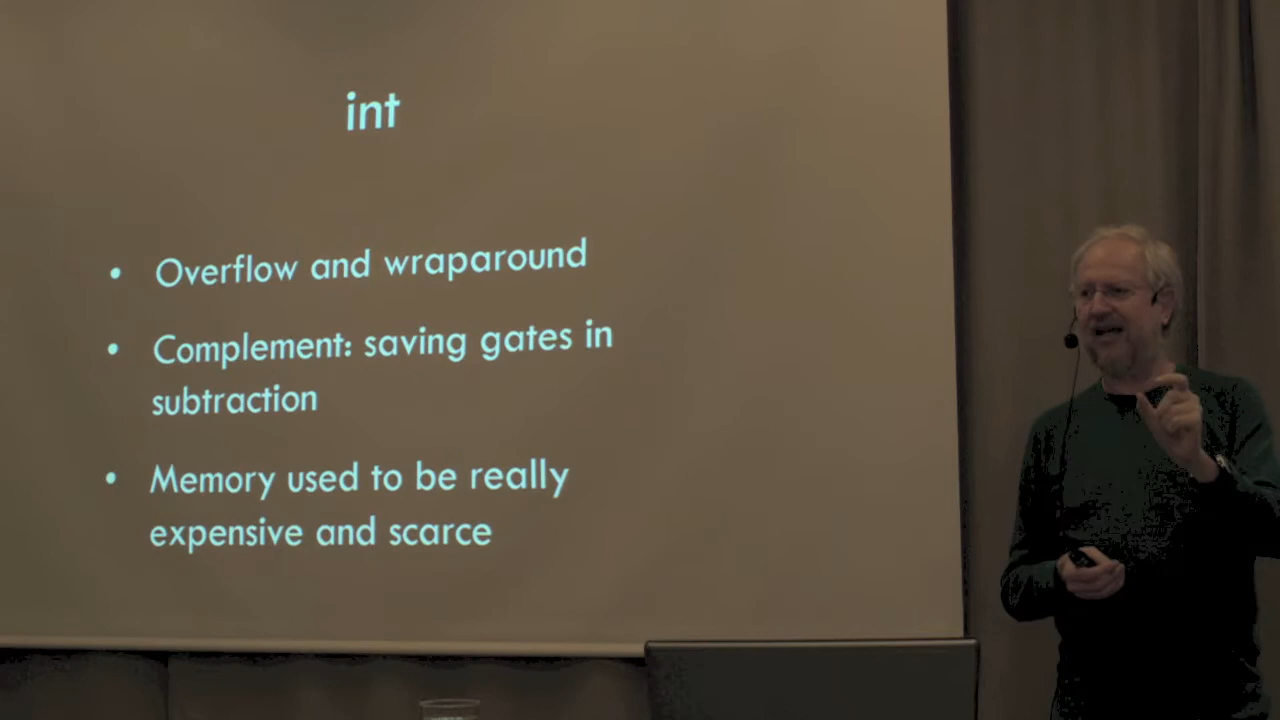 int
• Overflow and wraparound
• Complement: saving gates in
subtraction
• Memory used to be really
expensive and scarce